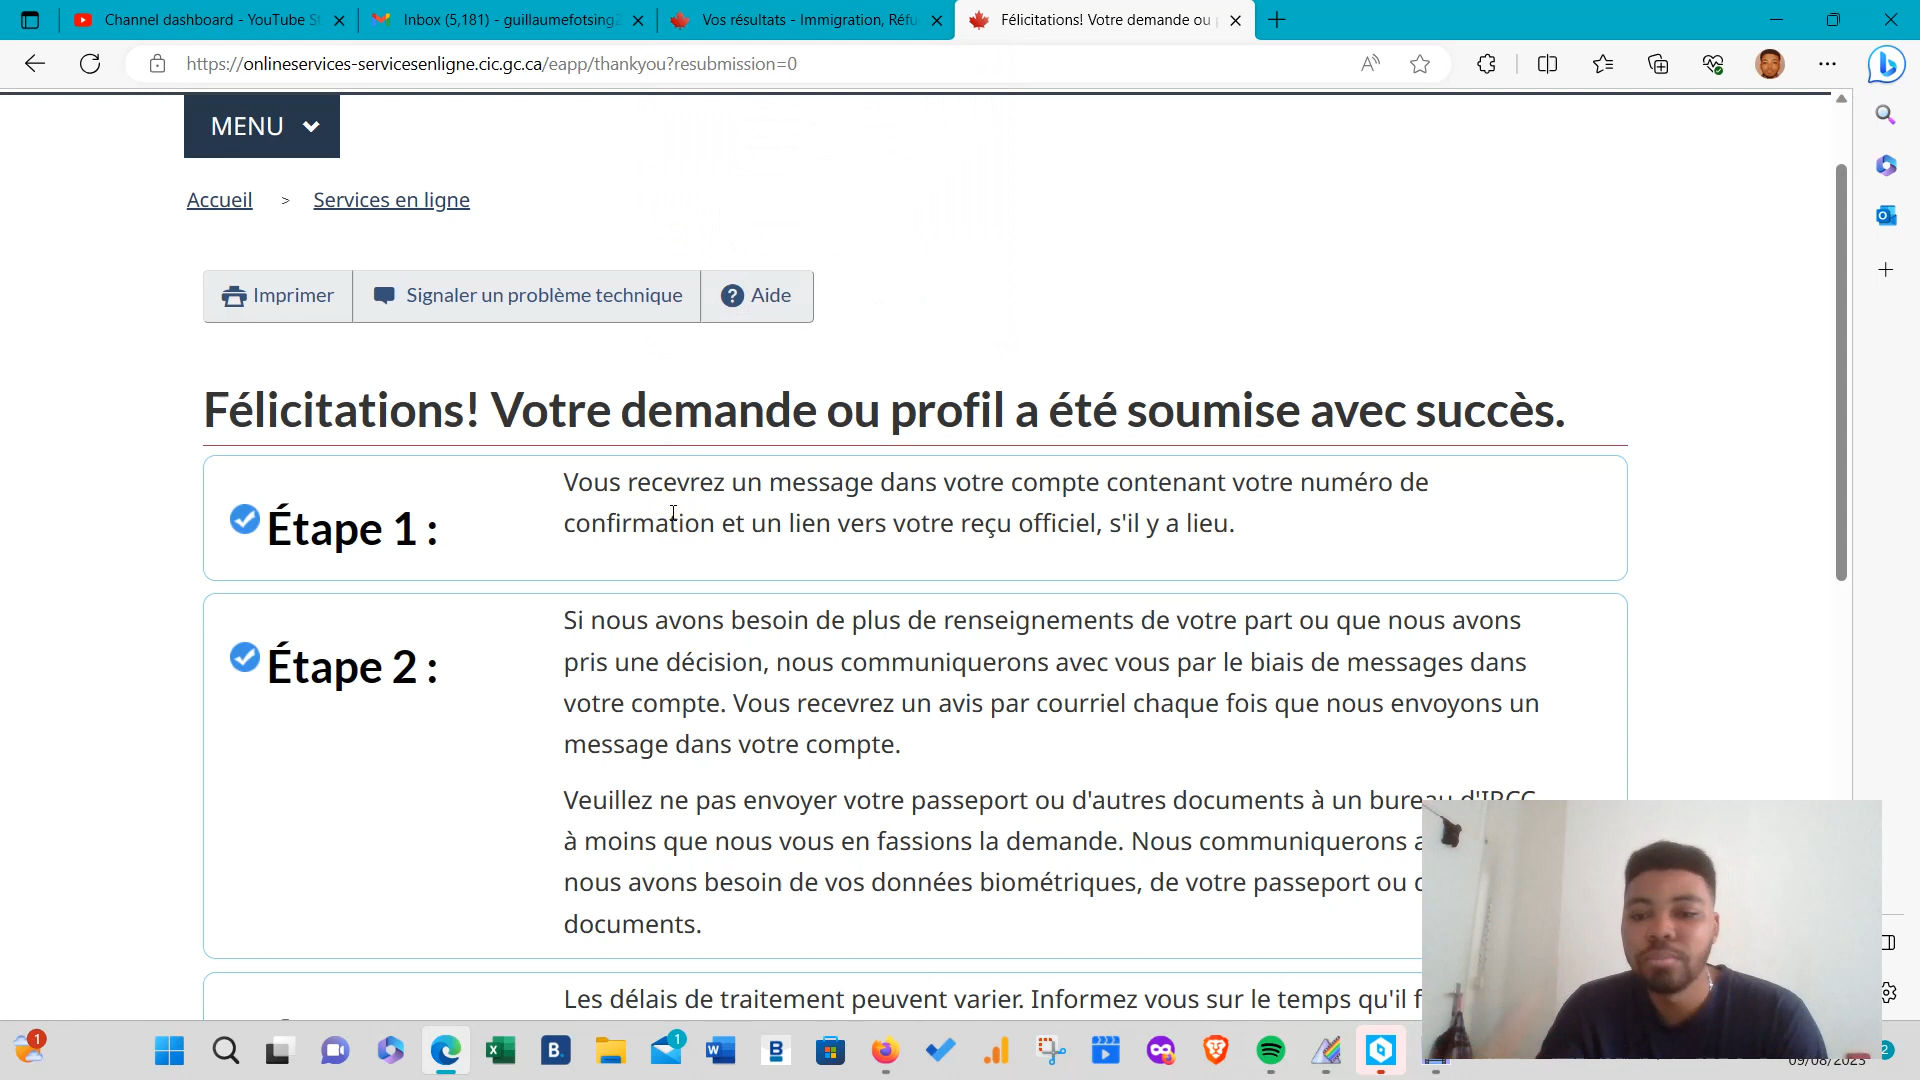 Channel dashboard - YouTube S
Inbox (5,181) - guillaumefotsing2
Vos résultats - Immigration, Réfu
Félicitations! Votre demande ou p
https://onlineservices-servicesenligne.cic.gc.ca/eapp/thankyou?resubmission=0
MENU
Accueil > Services en ligne
Imprimer
Signaler un problème technique
Aide
Félicitations! Votre demande ou profil a été soumise avec succès.
Étape 1 :
Vous recevrez un message dans votre compte contenant votre numéro de
confirmation et un lien vers votre reçu officiel, s'il y a lieu.
Étape 2 :
Si nous avons besoin de plus de renseignements de votre part ou que nous avons
pris une décision, nous communiquerons avec vous par le biais de messages dans
votre compte. Vous recevrez un avis par courriel chaque fois que nous envoyons un
message dans votre compte.
Veuillez ne pas envoyer votre passeport ou d'autres documents à un bureau d'IRCC
à moins que nous vous en fassions la demande. Nous communiquerons a
nous avons besoin de vos données biométriques, de votre passeport ou
documents.
Les délais de traitement peuvent varier. Informez vous sur le temps qu'il f
1
1
2
09/08/2023